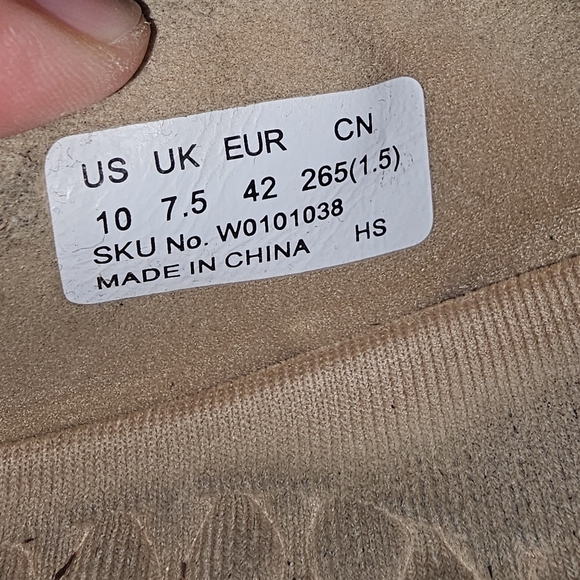 US UK EUR CN
10 7.5 42 265(1.5)
SKU No. W0101038
MADE IN CHINA HS